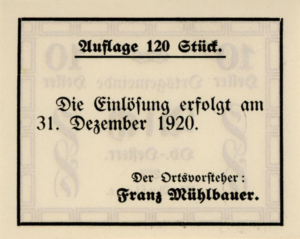 Auflage 120 Stück.
Die Einlösung erfolgt am
31. Dezember 1920.
Der Ortsvorsteher:
Franz Mühlbauer.